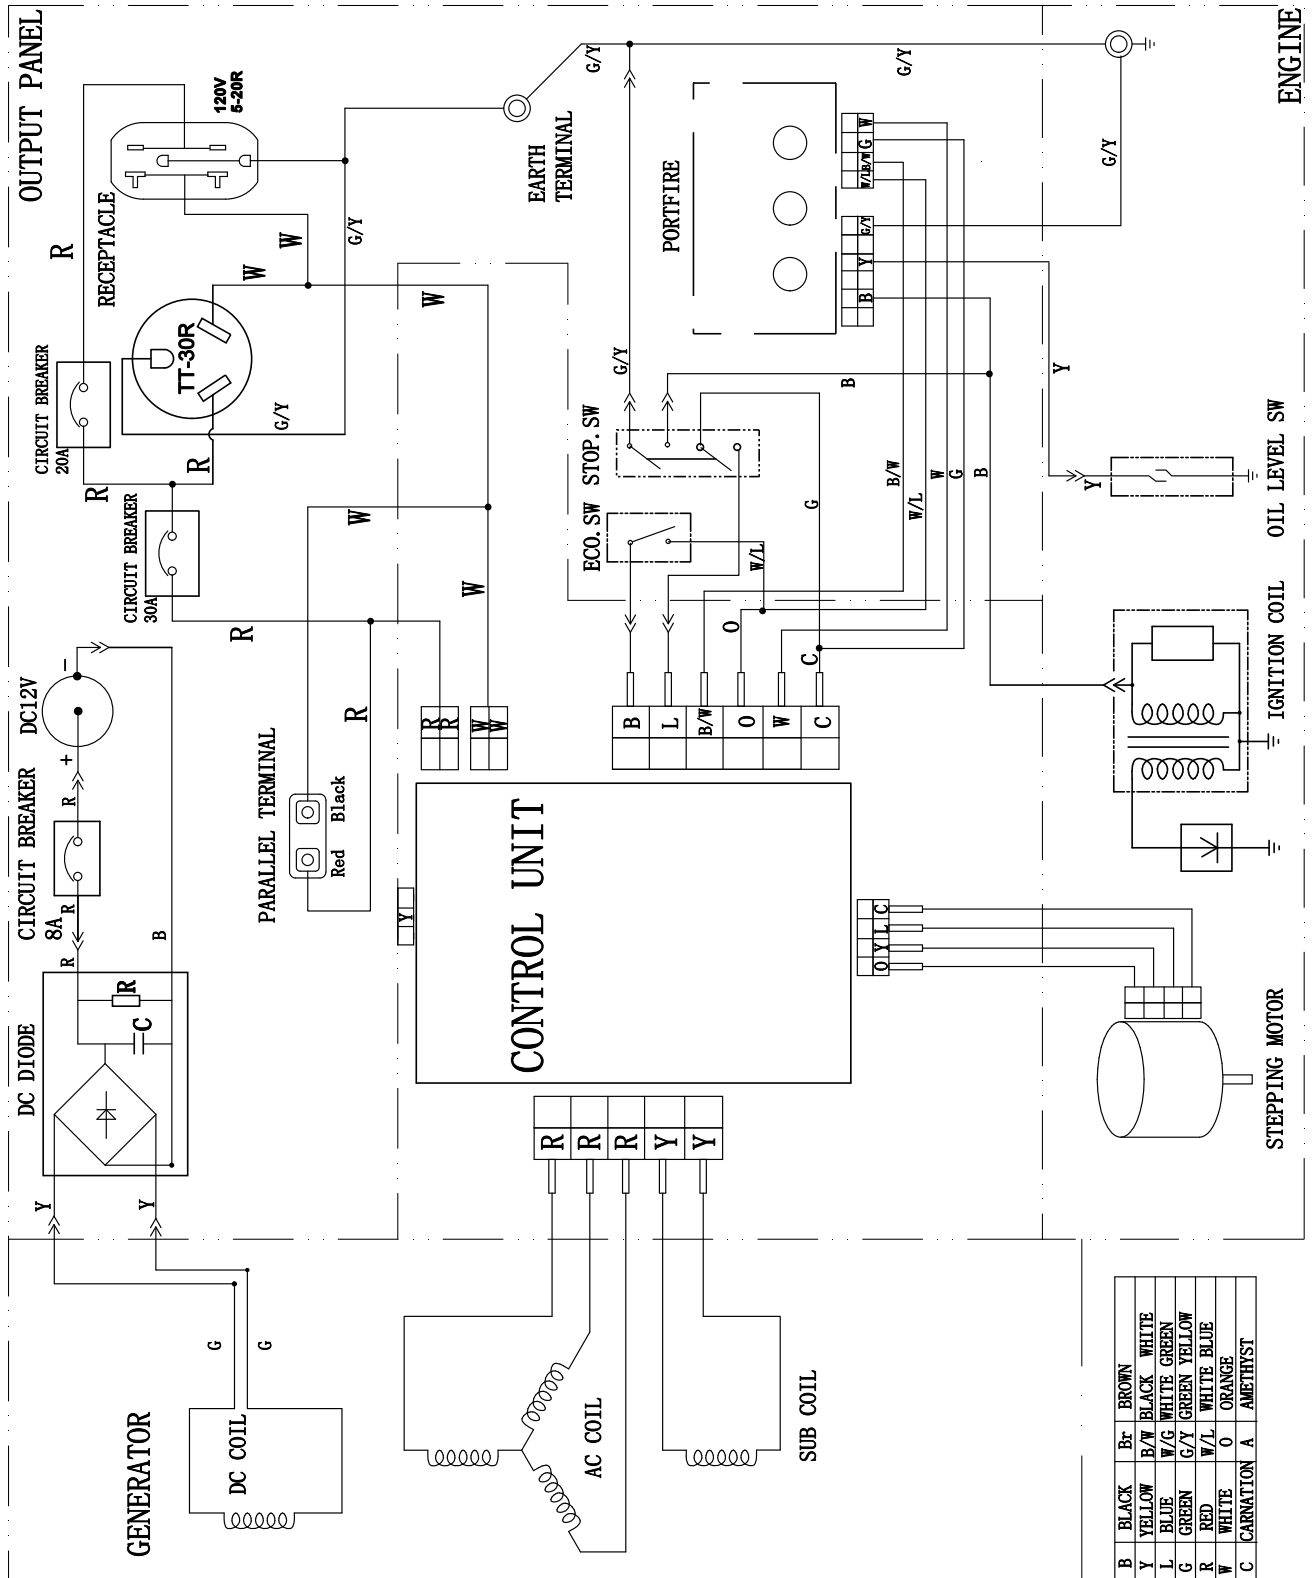 OUTPUT PANEL
120V
5-20R
RECEPTACLE
R
W
W
G/Y
G/Y
TT-30R
CIRCUIT BREAKER
20A
R
R
CIRCUIT BREAKER
30A
R
W
W
W
R
EARTH
TERMINAL
G/Y
G/Y
G/Y
ENGINE
PORTFIRE
W
G
B/W
W/L
G/Y
Y
B
G/Y
B
Y
STOP.SW
ECO.SW
G
W/L
B/W
W/L
W
G
B
Y
OIL LEVEL SW
O
C
IGNITION COIL
DC12V
-
+
R
CIRCUIT BREAKER
8A
R
R
B
DC DIODE
R
C
Y
Y
PARALLEL TERMINAL
Red
Black
R
R
W
W
Y
B
L
B/W
O
W
C
CONTROL UNIT
C
L
Y
O
STEPPING MOTOR
R
R
R
Y
Y
GENERATOR
G
G
DC COIL
AC COIL
SUB COIL
B BLACK Br BROWN
Y YELLOW B/W BLACK WHITE
L BLUE W/G WHITE GREEN
G GREEN G/Y GREEN YELLOW
R RED W/L WHITE BLUE
W WHITE O ORANGE
C CARNATION A AMETHYST